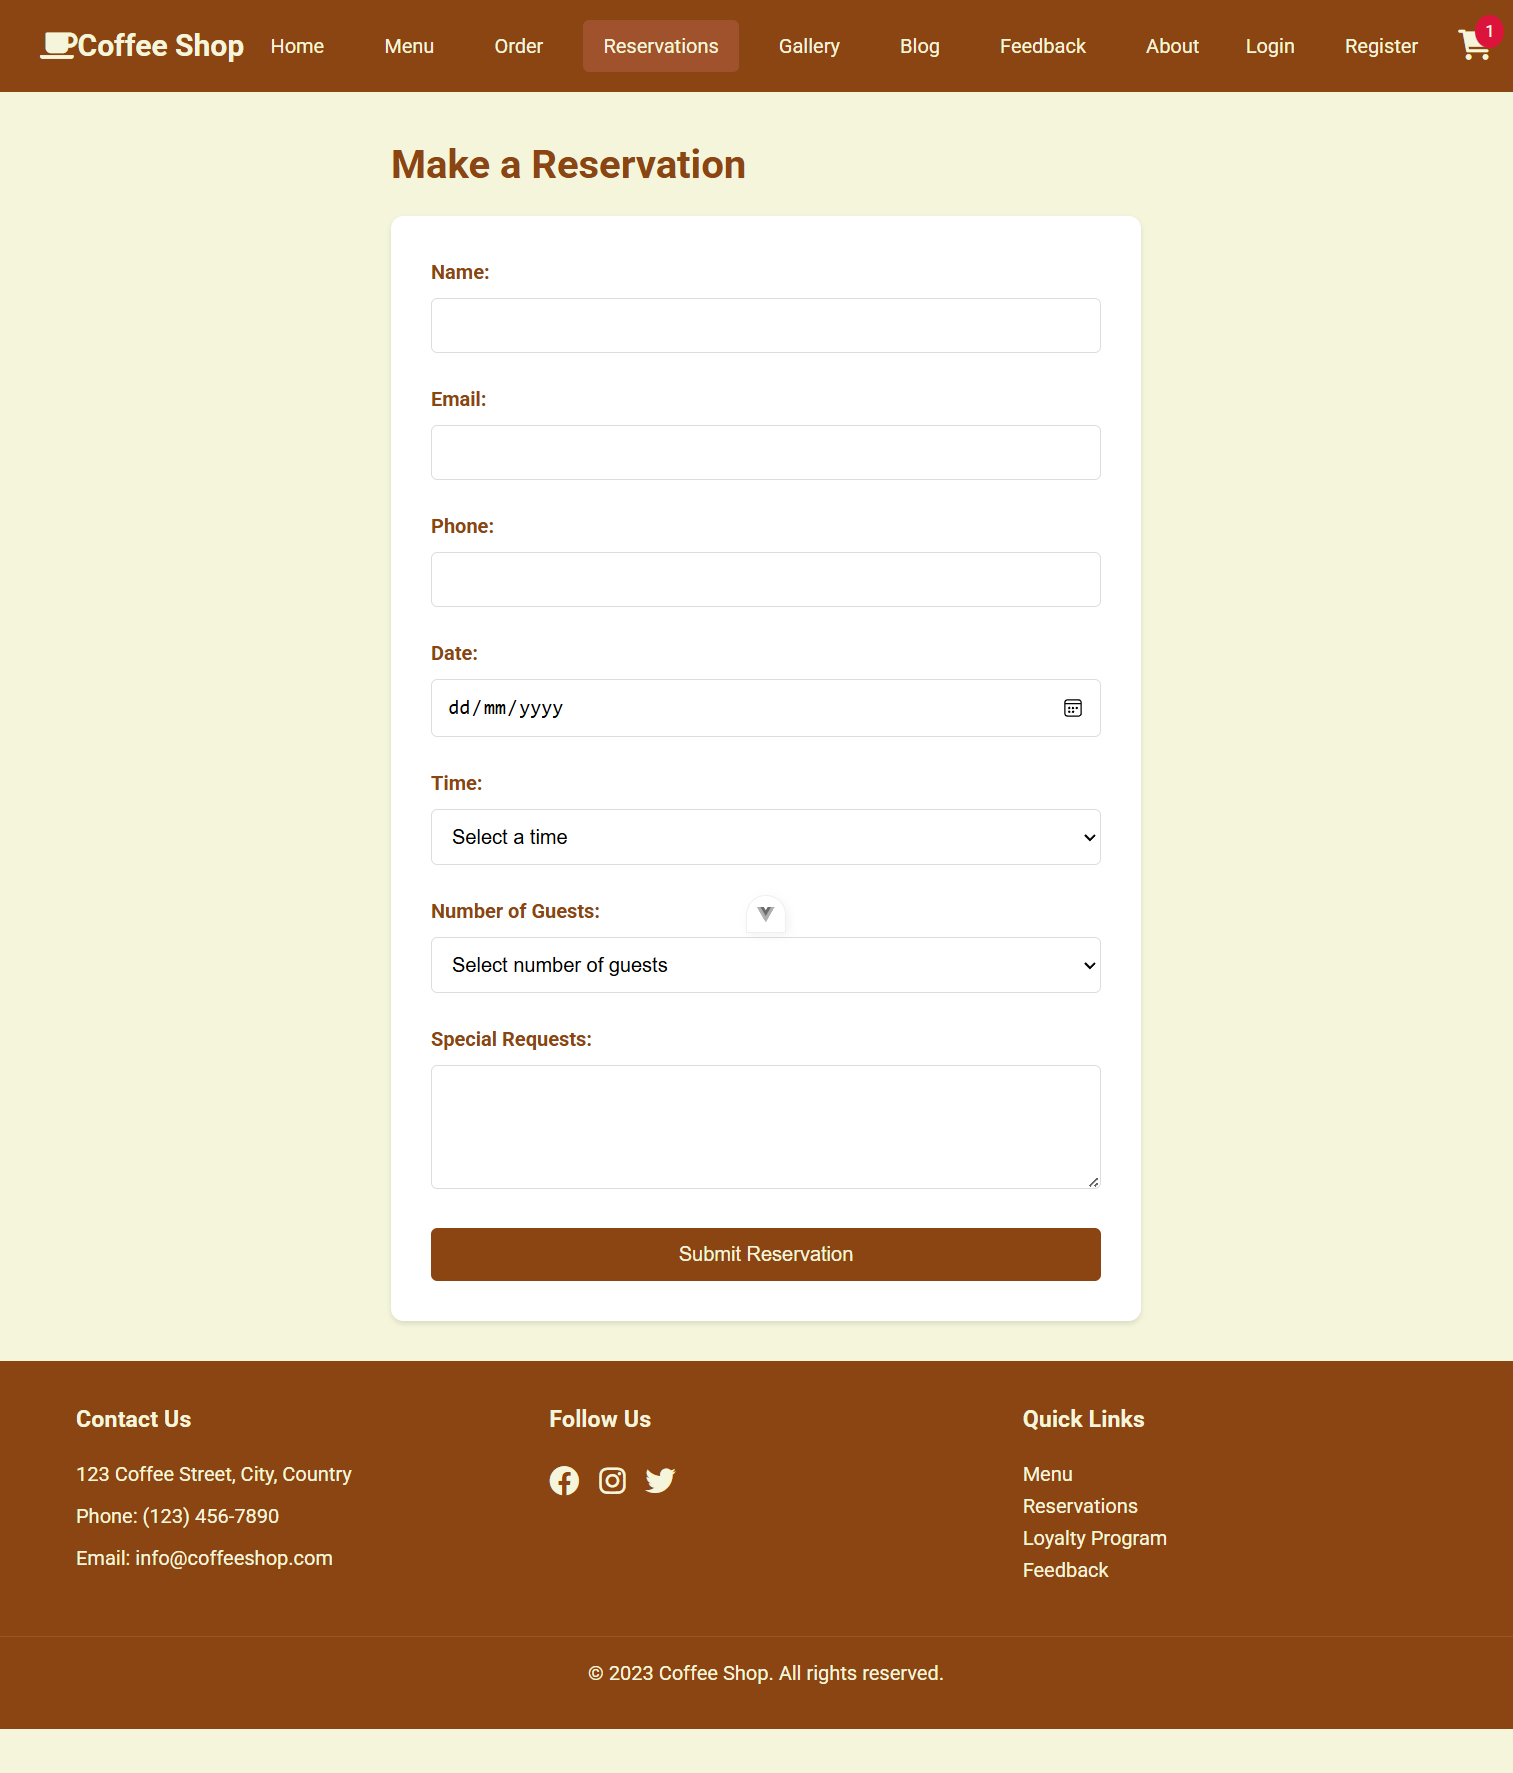 Coffee Shop Home Menu Order Reservations Gallery Blog Feedback About Login Register 1
Make a Reservation
Name:
Email:
Phone:
Date:
dd/mm/yyyy
Time:
Select a time
Number of Guests:
Select number of guests
Special Requests:
Submit Reservation
Contact Us
123 Coffee Street, City, Country
Phone: (123) 456-7890
Email: info@coffeeshop.com
Follow Us
Quick Links
Menu
Reservations
Loyalty Program
Feedback
© 2023 Coffee Shop. All rights reserved.